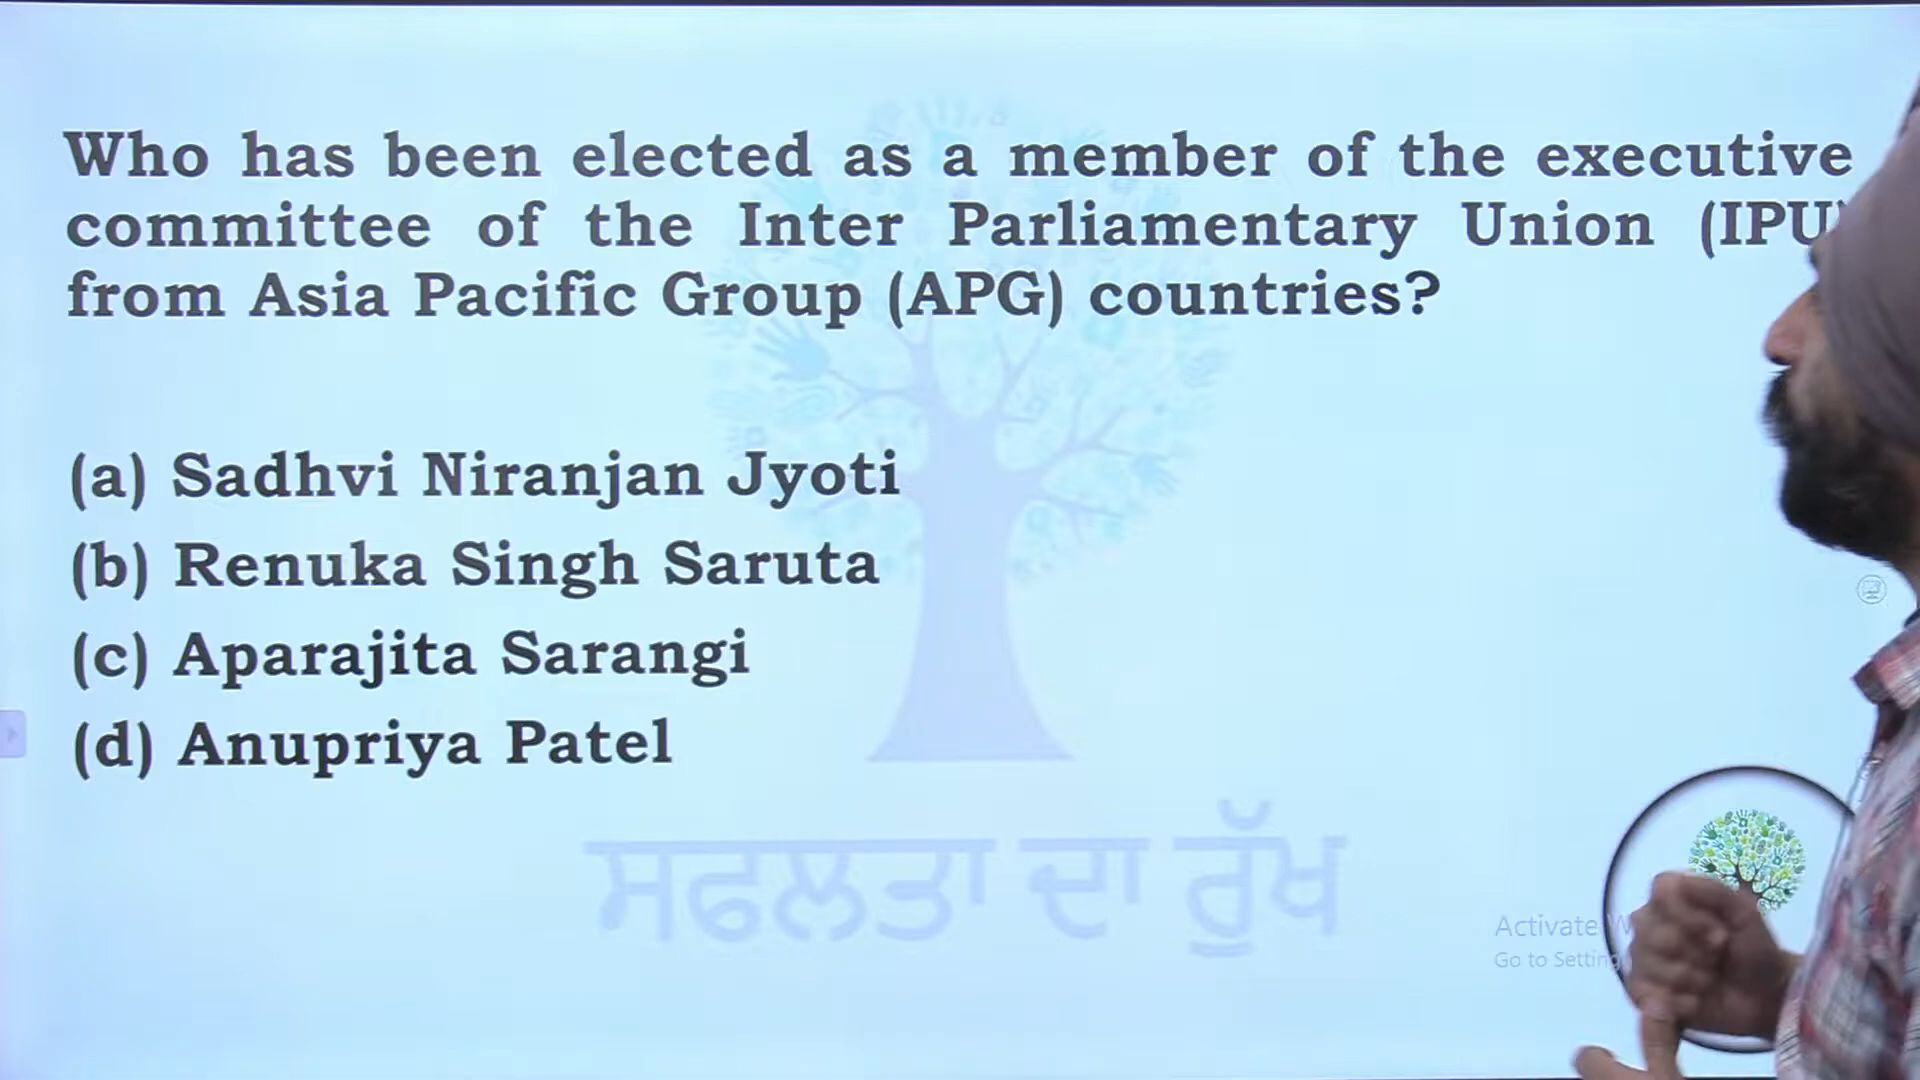 Who has been elected as a member of the executive
committee of the Inter Parliamentary Union (IPU)
from Asia Pacific Group (APG) countries?
(a) Sadhvi Niranjan Jyoti
(b) Renuka Singh Saruta
(c) Aparajita Sarangi
(d) Anupriya Patel
ਸਫਲਤਾ ਦਾ ਰੁੱਖ
Activate
Go to